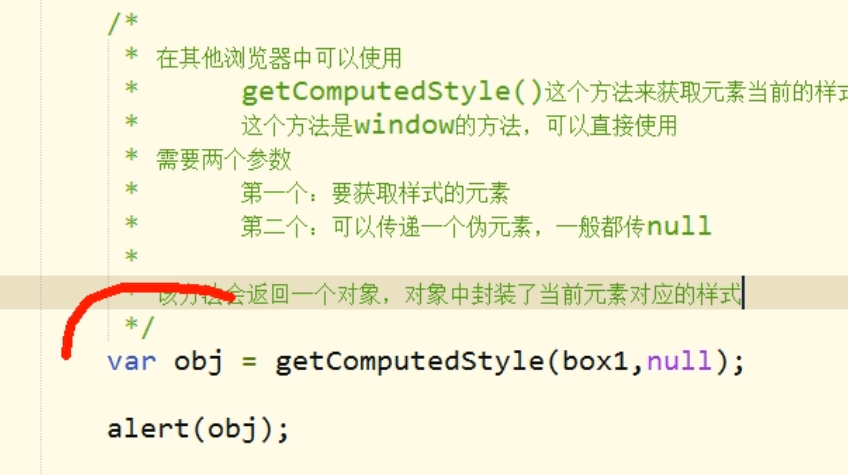 /*
* 在其他浏览器中可以使用
* getComputedStyle()这个方法来获取元素当前的样式
* 这个方法是window的方法，可以直接使用
* 需要两个参数
* 第一个：要获取样式的元素
* 第二个：可以传递一个伪元素，一般都传null
*
* 该方法会返回一个对象，对象中封装了当前元素对应的样式
*/
var obj = getComputedStyle(box1,null);
alert(obj);